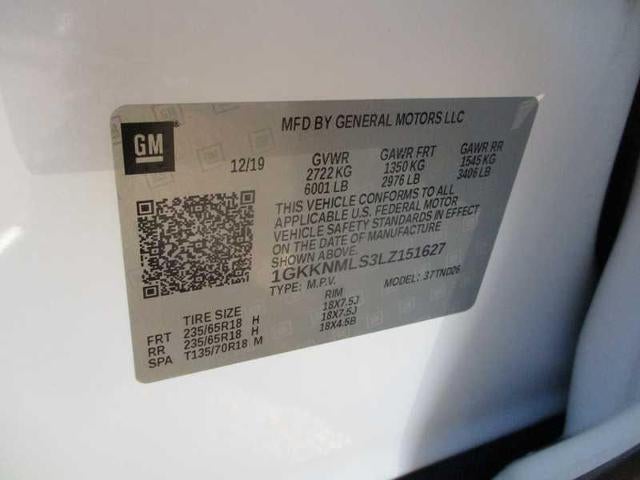 MFD BY GENERAL MOTORS LLC
GM
12/19 GVWR GAWR FRT GAWR RR
2722 KG 1350 KG 1545 KG
6001 LB 2976 LB 3406 LB
THIS VEHICLE CONFORMS TO ALL
APPLICABLE U.S. FEDERAL MOTOR
VEHICLE SAFETY STANDARDS IN EFFECT
ON THE DATE OF MANUFACTURE
SHOWN ABOVE.
1GKKNMLS3LZ151627
TYPE: M.P.V. MODEL: 37TND26
TIRE SIZE RIM
FRT 235/65R18 H 18X7.5J
RR 235/65R18 H 18X7.5J
SPA T135/70R18 M 18X4.5B